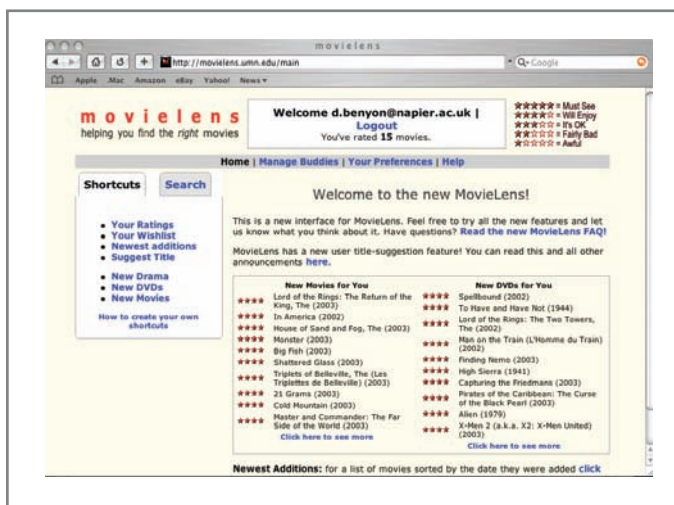 movielens
http://movielens.umn.edu/main
Q- Google
Apple .Mac Amazon eBay Yahoo! News
movielens
helping you find the right movies
Welcome d.benyon@napier.ac.uk |
Logout
You've rated 15 movies.
★★★★★ = Must See
★★★★☆ = Will Enjoy
★★★☆☆ = It's OK
★★☆☆☆ = Fairly Bad
★☆☆☆☆ = Awful
Home | Manage Buddies | Your Preferences | Help
Shortcuts
Search
Your Ratings
Your Wishlist
Newest additions
Suggest Title
New Drama
New DVDs
New Movies
How to create your own
shortcuts
Welcome to the new MovieLens!
This is a new interface for MovieLens. Feel free to try all the new features and let
us know what you think about it. Have questions? Read the new MovieLens FAQ!
MovieLens has a new user title-suggestion feature! You can read this and all other
announcements here.
New Movies for You
★★★★ Lord of the Rings: The Return of the
King, The (2003)
★★★★ In America (2002)
★★★★ House of Sand and Fog, The (2003)
★★★★ Monster (2003)
★★★★ Big Fish (2003)
★★★★ Shattered Glass (2003)
★★★★ Triplets of Belleville, The (Les
Triplettes de Belleville) (2003)
★★★★ 21 Grams (2003)
★★★★ Cold Mountain (2003)
★★★★ Master and Commander: The Far
Side of the World (2003)
Click here to see more
New DVDs for You
★★★★ Spellbound (2002)
★★★★ To Have and Have Not (1944)
★★★★ Lord of the Rings: The Two Towers,
The (2002)
★★★★ Man on the Train (L'Homme du Train)
(2002)
★★★★ Finding Nemo (2003)
★★★★ High Sierra (1941)
★★★★ Capturing the Friedmans (2003)
★★★★ Pirates of the Caribbean: The Curse
of the Black Pearl (2003)
★★★★ Alien (1979)
★★★★ X-Men 2 (a.k.a. X2: X-Men United)
(2003)
Click here to see more
Newest Additions: for a list of movies sorted by the date they were added click